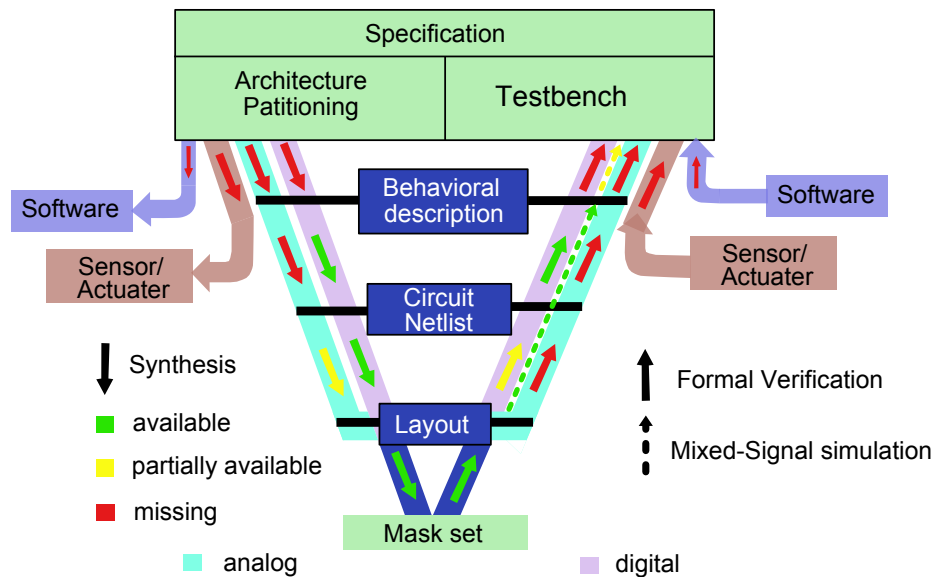 Specification
Architecture
Patitioning
Testbench
Behavioral
description
Software
Software
Sensor/
Actuater
Sensor/
Actuater
Circuit
Netlist
Synthesis
available
partially available
missing
Layout
Formal Verification
Mixed-Signal simulation
Mask set
analog
digital